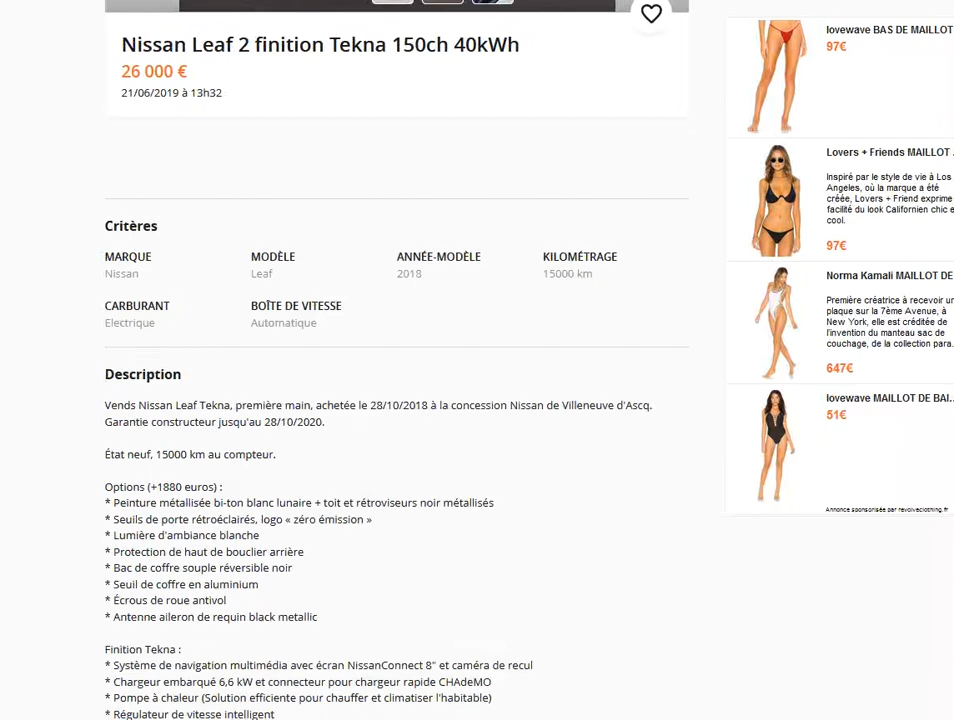 Nissan Leaf 2 finition Tekna 150ch 40kWh
26 000 €
21/06/2019 à 13h32
Critères
MARQUE
Nissan
MODÈLE
Leaf
ANNÉE-MODÈLE
2018
KILOMÉTRAGE
15000 km
CARBURANT
Electrique
BOÎTE DE VITESSE
Automatique
Description
Vends Nissan Leaf Tekna, première main, achetée le 28/10/2018 à la concession Nissan de Villeneuve d'Ascq.
Garantie constructeur jusqu'au 28/10/2020.
État neuf, 15000 km au compteur.
Options (+1880 euros) :
* Peinture métallisée bi-ton blanc lunaire + toit et rétroviseurs noir métallisés
* Seuils de porte rétroéclairés, logo « zéro émission »
* Lumière d'ambiance blanche
* Protection de haut de bouclier arrière
* Bac de coffre souple réversible noir
* Seuil de coffre en aluminium
* Écrous de roue antivol
* Antenne aileron de requin black metallic
Finition Tekna :
* Système de navigation multimédia avec écran NissanConnect 8" et caméra de recul
* Chargeur embarqué 6,6 kW et connecteur pour chargeur rapide CHAdeMO
* Pompe à chaleur (Solution efficiente pour chauffer et climatiser l'habitable)
* Régulateur de vitesse intelligent
lovewave BAS DE MAILLOT
97€
Lovers + Friends MAILLOT .
Inspiré par le style de vie à Los
Angeles, où la marque a été
créée, Lovers + Friend exprime
facilité du look Californien chic e
cool.
97€
Norma Kamali MAILLOT DE
Première créatrice à recevoir un
plaque sur la 7ème Avenue, à
New York, elle est créditée de
l'invention du manteau sac de
couchage, de la collection para.
647€
lovewave MAILLOT DE BAI..
51€
Annonce sponsorisée par revolveclothing.fr